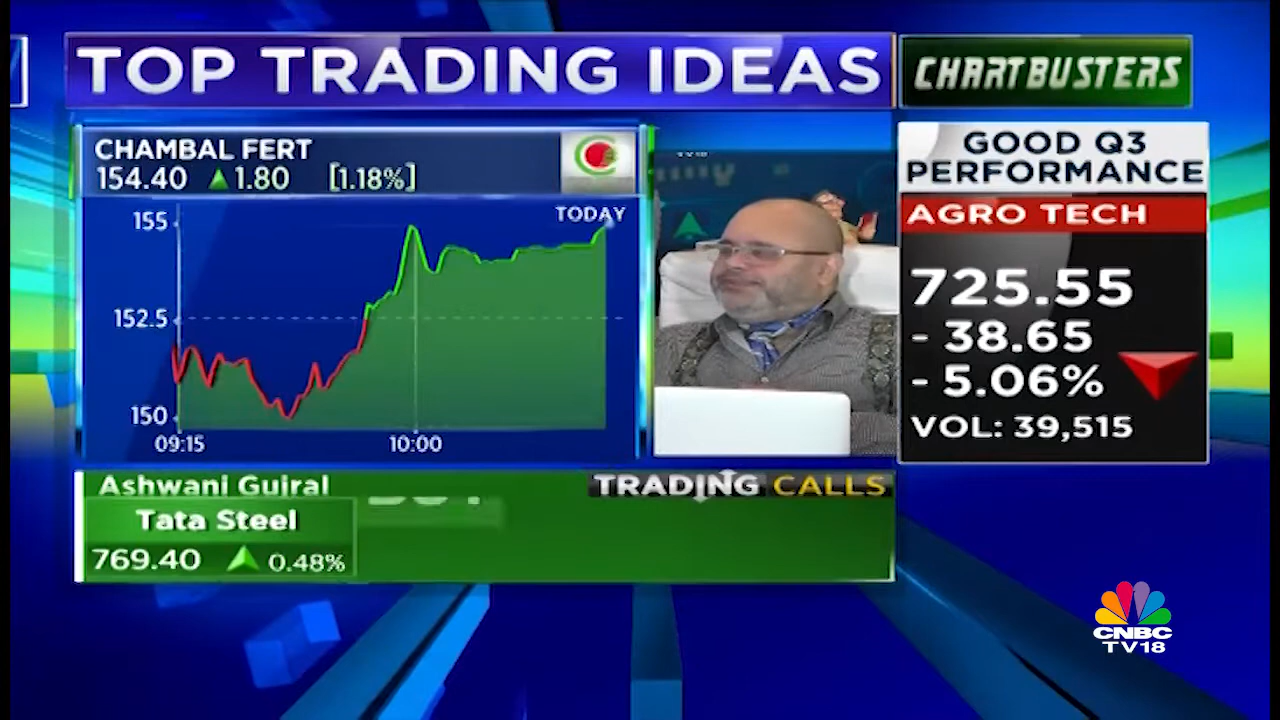 TOP TRADING IDEAS
CHARTBUSTERS
CHAMBAL FERT
154.40 ▲ 1.80 [1.18%]
TODAY
155
152.5
150
09:15
10:00
TV18
GOOD Q3
PERFORMANCE
AGRO TECH
725.55
- 38.65
- 5.06%
VOL: 39,515
Ashwani Gujral
TRADING CALLS
Tata Steel
769.40 ▲ 0.48%
CNBC
TV18